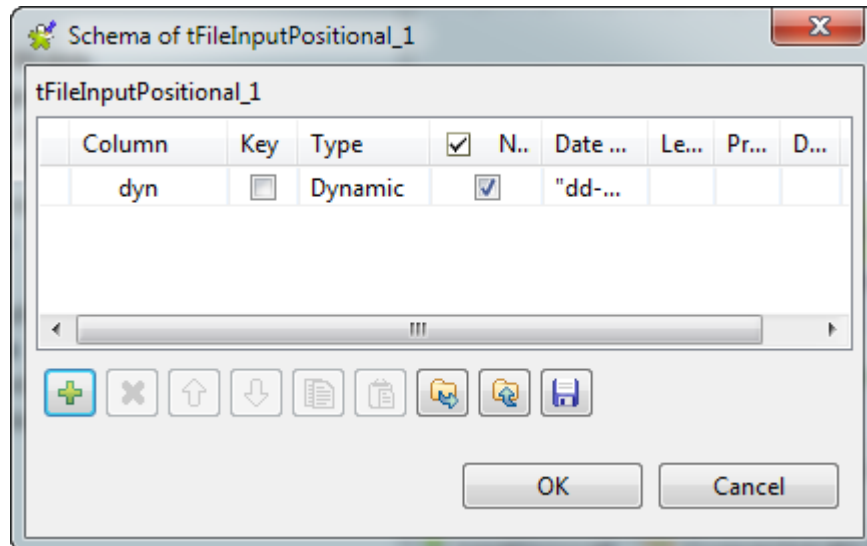 Schema of tFileInputPositional_1
tFileInputPositional_1
Column Key Type N.. Date ... Le... Pr... D...
dyn Dynamic "dd-...
OK Cancel